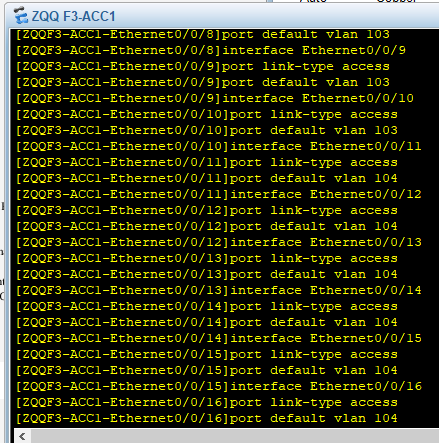 ZQQ F3-ACC1
[ZQQF3-ACC1-Ethernet0/0/8]port default vlan 103
[ZQQF3-ACC1-Ethernet0/0/8]interface Ethernet0/0/9
[ZQQF3-ACC1-Ethernet0/0/9]port link-type access
[ZQQF3-ACC1-Ethernet0/0/9]port default vlan 103
[ZQQF3-ACC1-Ethernet0/0/9]interface Ethernet0/0/10
[ZQQF3-ACC1-Ethernet0/0/10]port link-type access
[ZQQF3-ACC1-Ethernet0/0/10]port default vlan 103
[ZQQF3-ACC1-Ethernet0/0/10]interface Ethernet0/0/11
[ZQQF3-ACC1-Ethernet0/0/11]port link-type access
[ZQQF3-ACC1-Ethernet0/0/11]port default vlan 104
[ZQQF3-ACC1-Ethernet0/0/11]interface Ethernet0/0/12
[ZQQF3-ACC1-Ethernet0/0/12]port link-type access
[ZQQF3-ACC1-Ethernet0/0/12]port default vlan 104
[ZQQF3-ACC1-Ethernet0/0/12]interface Ethernet0/0/13
[ZQQF3-ACC1-Ethernet0/0/13]port link-type access
[ZQQF3-ACC1-Ethernet0/0/13]port default vlan 104
[ZQQF3-ACC1-Ethernet0/0/13]interface Ethernet0/0/14
[ZQQF3-ACC1-Ethernet0/0/14]port link-type access
[ZQQF3-ACC1-Ethernet0/0/14]port default vlan 104
[ZQQF3-ACC1-Ethernet0/0/14]interface Ethernet0/0/15
[ZQQF3-ACC1-Ethernet0/0/15]port link-type access
[ZQQF3-ACC1-Ethernet0/0/15]port default vlan 104
[ZQQF3-ACC1-Ethernet0/0/15]interface Ethernet0/0/16
[ZQQF3-ACC1-Ethernet0/0/16]port link-type access
[ZQQF3-ACC1-Ethernet0/0/16]port default vlan 104